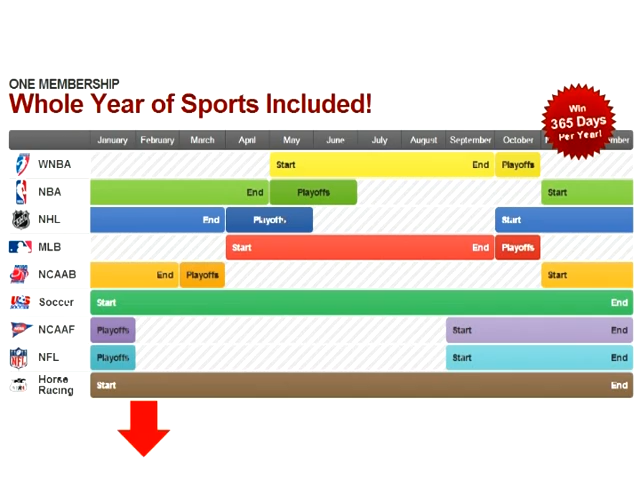 ONE MEMBERSHIP
Whole Year of Sports Included!
Win
365 Days
Per Year!
January February March April May June July August September October
WNBA Start End Playoffs
NBA End Playoffs Start
NHL End Playoffs Start
MLB Start End Playoffs
NCAAB End Playoffs Start
Soccer Start End
NCAAF Playoffs Start End
NFL Playoffs Start End
Horse
Racing Start End